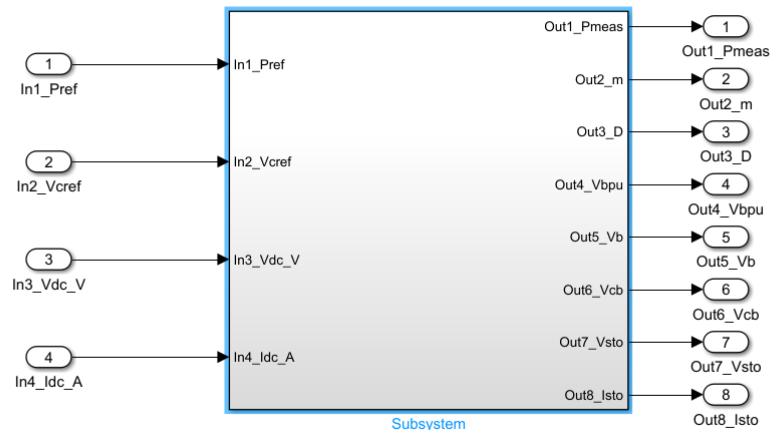 1
In1_Pref
2
In2_Vcref
3
In3_Vdc_V
4
In4_Idc_A
In1_Pref
In2_Vcref
In3_Vdc_V
In4_Idc_A
Out1_Pmeas
Out2_m
Out3_D
Out4_Vbpu
Out5_Vb
Out6_Vcb
Out7_Vsto
Out8_Isto
Subsystem
1
Out1_Pmeas
2
Out2_m
3
Out3_D
4
Out4_Vbpu
5
Out5_Vb
6
Out6_Vcb
7
Out7_Vsto
8
Out8_Isto